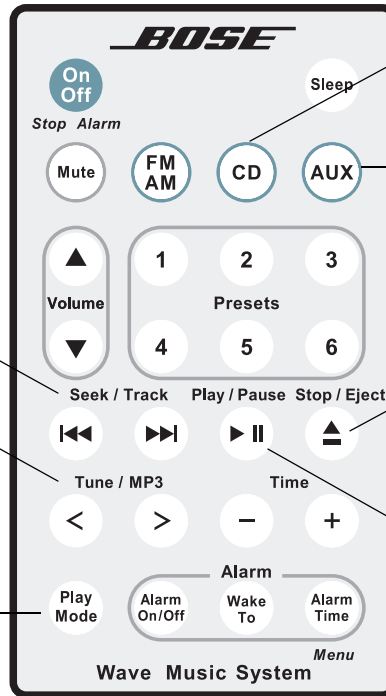 BOSE
On
Off
Sleep
Stop Alarm
Mute
FM
AM
CD
AUX
Volume
1 2 3
Presets
4 5 6
Seek / Track
Play / Pause
Stop / Eject
Tune / MP3
Time
< >
- +
Play
Mode
Alarm
Alarm
On/Off
Wake
To
Alarm
Time
Menu
Wave Music System